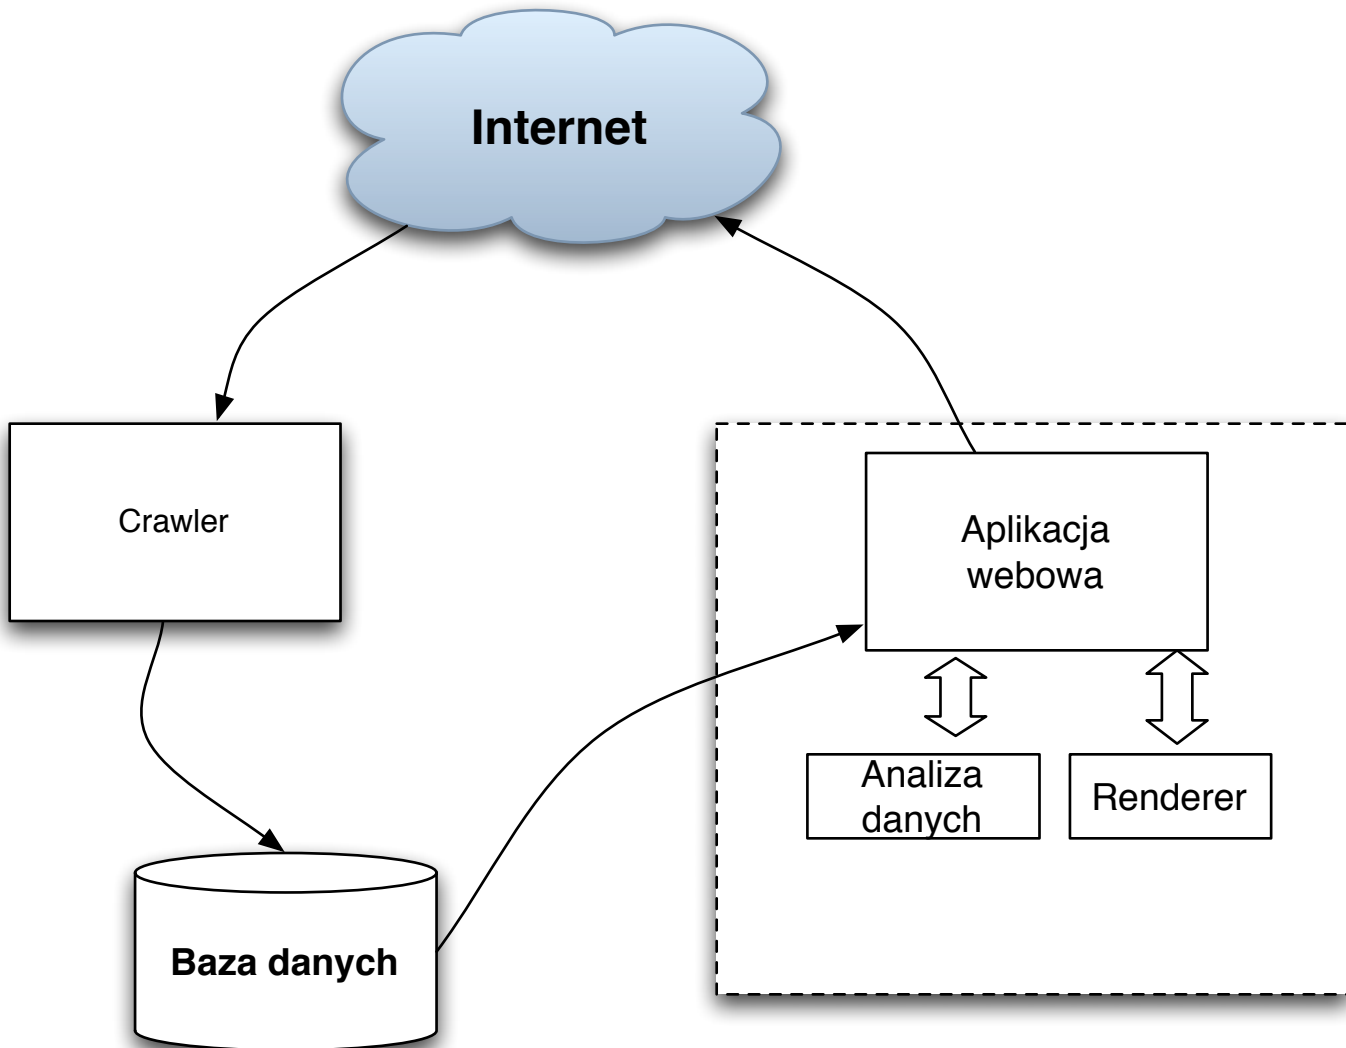 Internet
Crawler
Aplikacja
webowa
Analiza
danych
Renderer
Baza danych